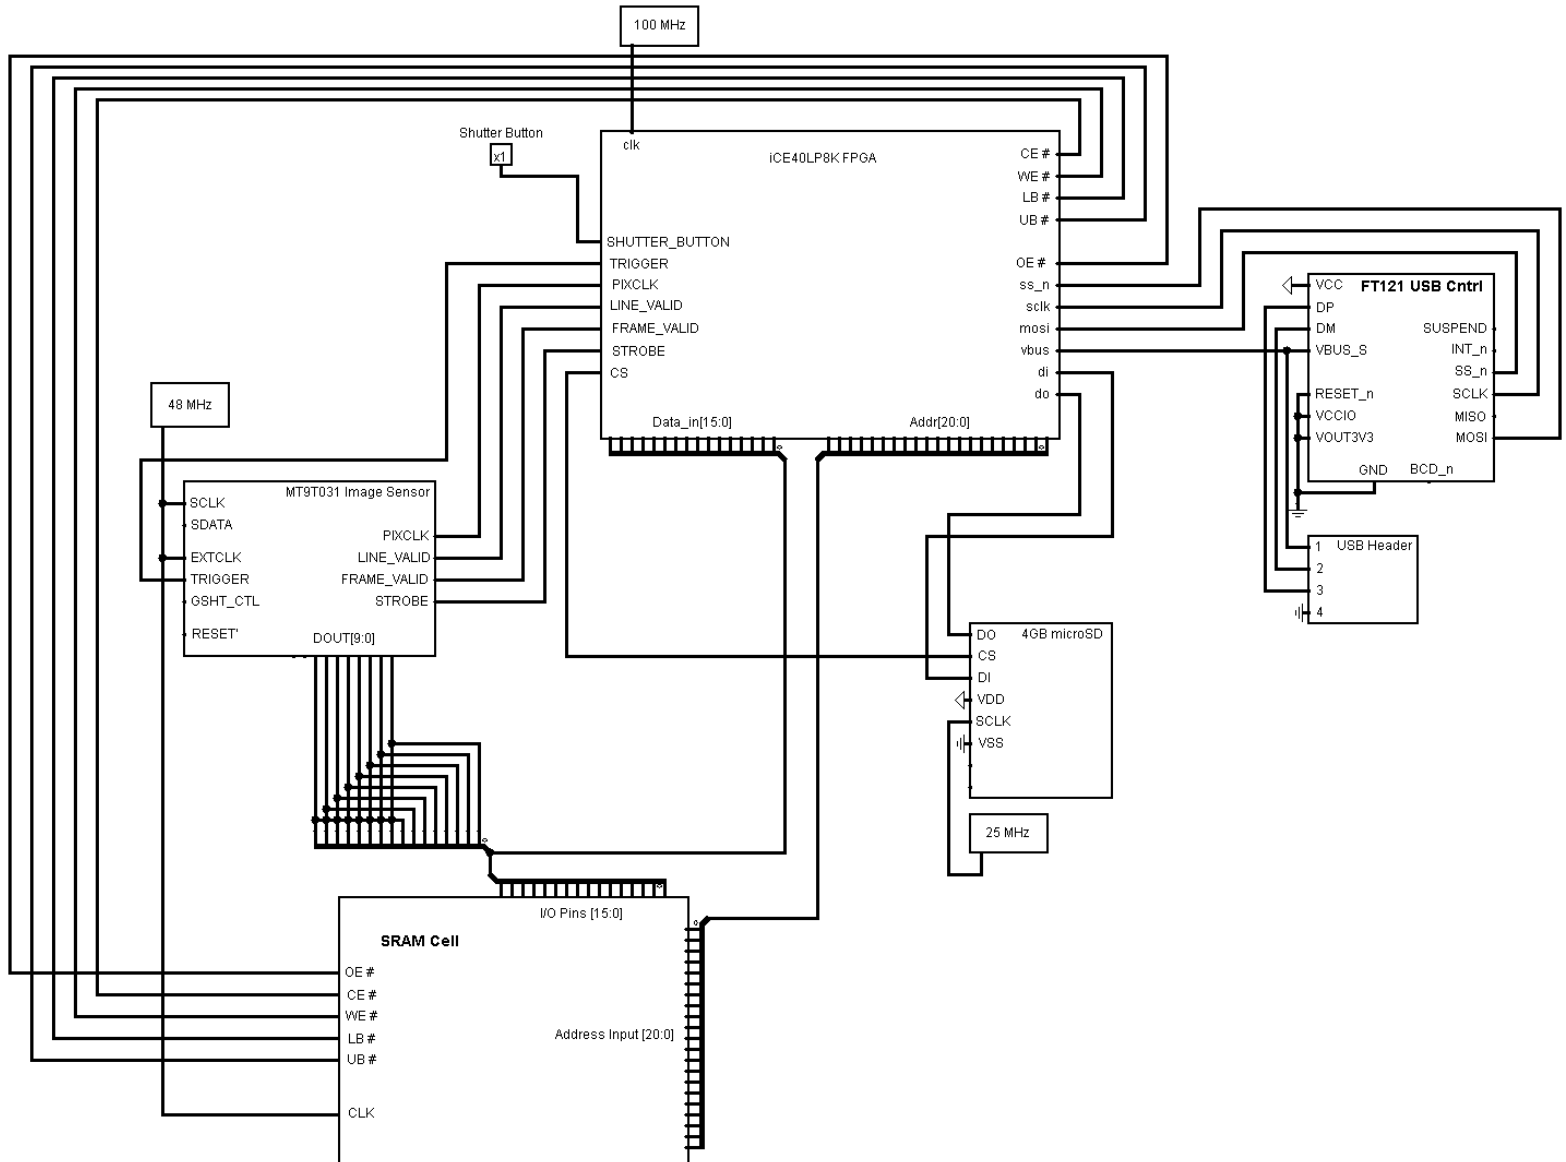 100 MHz
Shutter Button
x1
clk
iCE40LP8K FPGA
CE #
WE #
LB #
UB #
OE #
ss_n
sclk
mosi
vbus
di
do
SHUTTER_BUTTON
TRIGGER
PIXCLK
LINE_VALID
FRAME_VALID
STROBE
CS
Data_in[15:0]
Addr[20:0]
0
0
FT121 USB Cntrl
VCC
DP
DM
VBUS_S
RESET_n
VCCIO
VOUT3V3
GND
BCD_n
SUSPEND
INT_n
SS_n
SCLK
MISO
MOSI
USB Header
1
2
3
4
48 MHz
MT9T031 Image Sensor
SCLK
SDATA
EXTCLK
TRIGGER
GSHT_CTL
RESET'
PIXCLK
LINE_VALID
FRAME_VALID
STROBE
DOUT[9:0]
4GB microSD
DO
CS
DI
VDD
SCLK
VSS
25 MHz
0
0
I/O Pins [15:0]
0
SRAM Cell
OE #
CE #
WE #
LB #
UB #
CLK
Address Input [20:0]